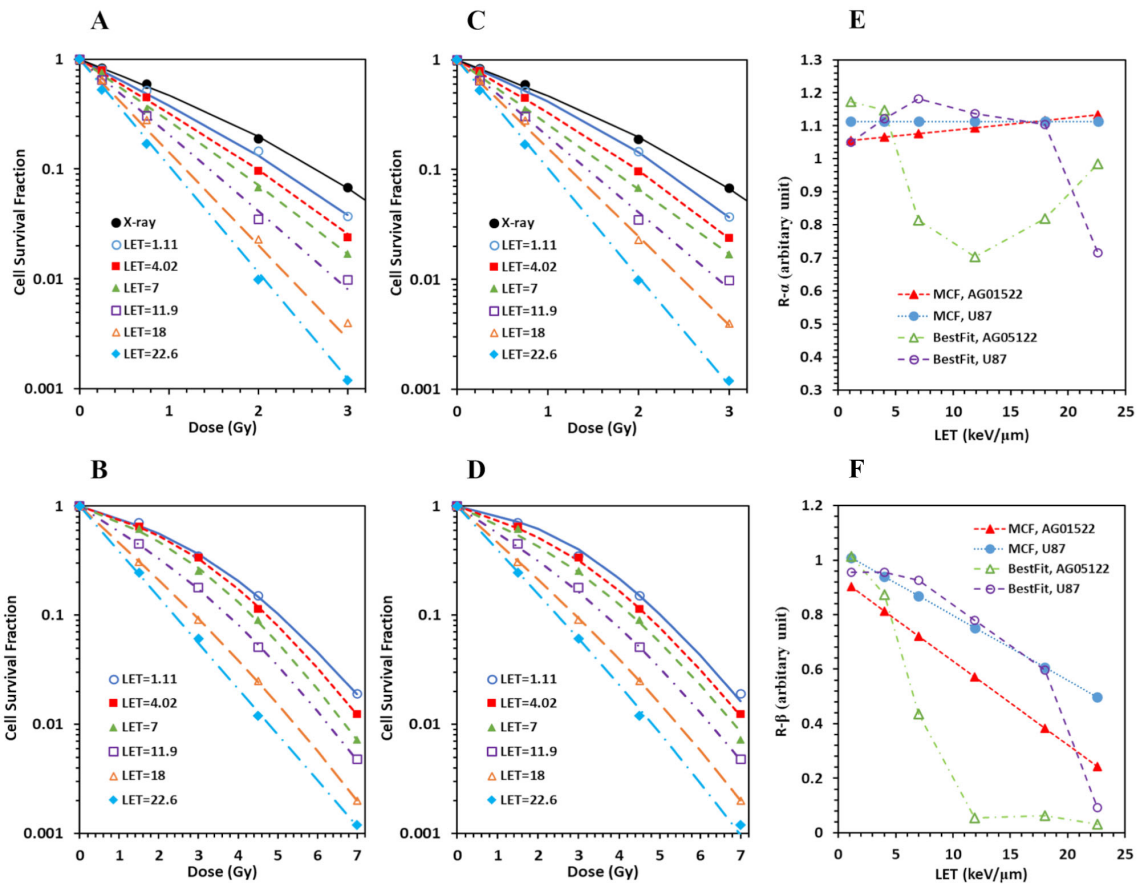 A
1
0.1
0.01
0.001
Cell Survival Fraction
X-ray
LET=1.11
LET=4.02
LET=7
LET=11.9
LET=18
LET=22.6
0 1 2 3
Dose (Gy)
C
1
0.1
0.01
0.001
Cell Survival Fraction
X-ray
LET=1.11
LET=4.02
LET=7
LET=11.9
LET=18
LET=22.6
0 1 2 3
Dose (Gy)
E
1.3
1.2
1.1
1
0.9
0.8
0.7
0.6
0.5
0.4
0.3
R-α (arbitary unit)
MCF, AG01522
MCF, U87
BestFit, AG05122
BestFit, U87
0 5 10 15 20 25
LET (keV/μm)
B
1
0.1
0.01
0.001
Cell Survival Fraction
LET=1.11
LET=4.02
LET=7
LET=11.9
LET=18
LET=22.6
0 1 2 3 4 5 6 7
Dose (Gy)
D
1
0.1
0.01
0.001
Cell Survival Fraction
LET=1.11
LET=4.02
LET=7
LET=11.9
LET=18
LET=22.6
0 1 2 3 4 5 6 7
Dose (Gy)
F
1.2
1
0.8
0.6
0.4
0.2
0
R-β (arbitary unit)
MCF, AG01522
MCF, U87
BestFit, AG05122
BestFit, U87
0 5 10 15 20 25
LET (keV/μm)